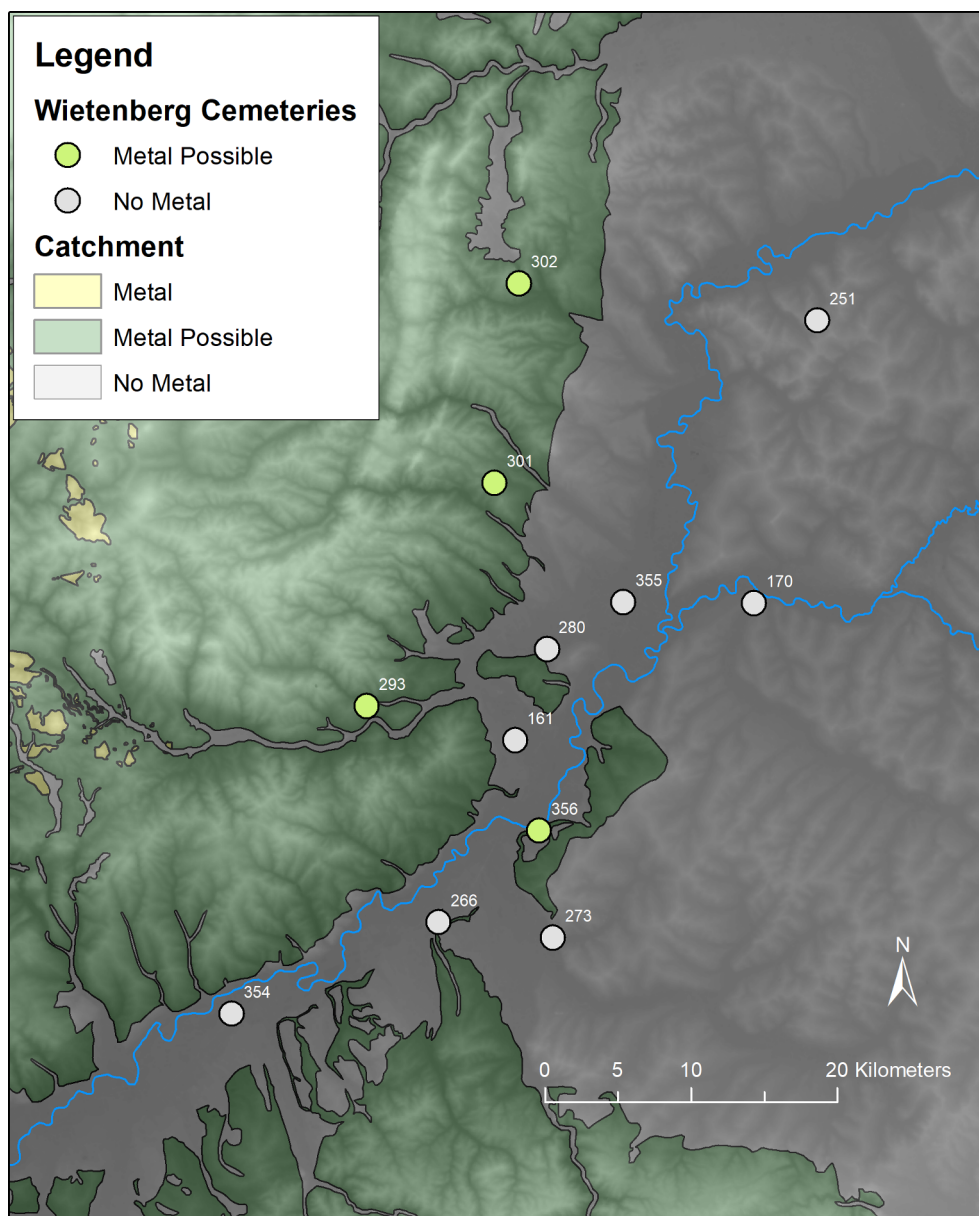 Legend
Wietenberg Cemeteries
Metal Possible
No Metal
Catchment
Metal
Metal Possible
No Metal
302
251
301
355
170
280
293
161
356
266
273
354
N
0 5 10 20 Kilometers